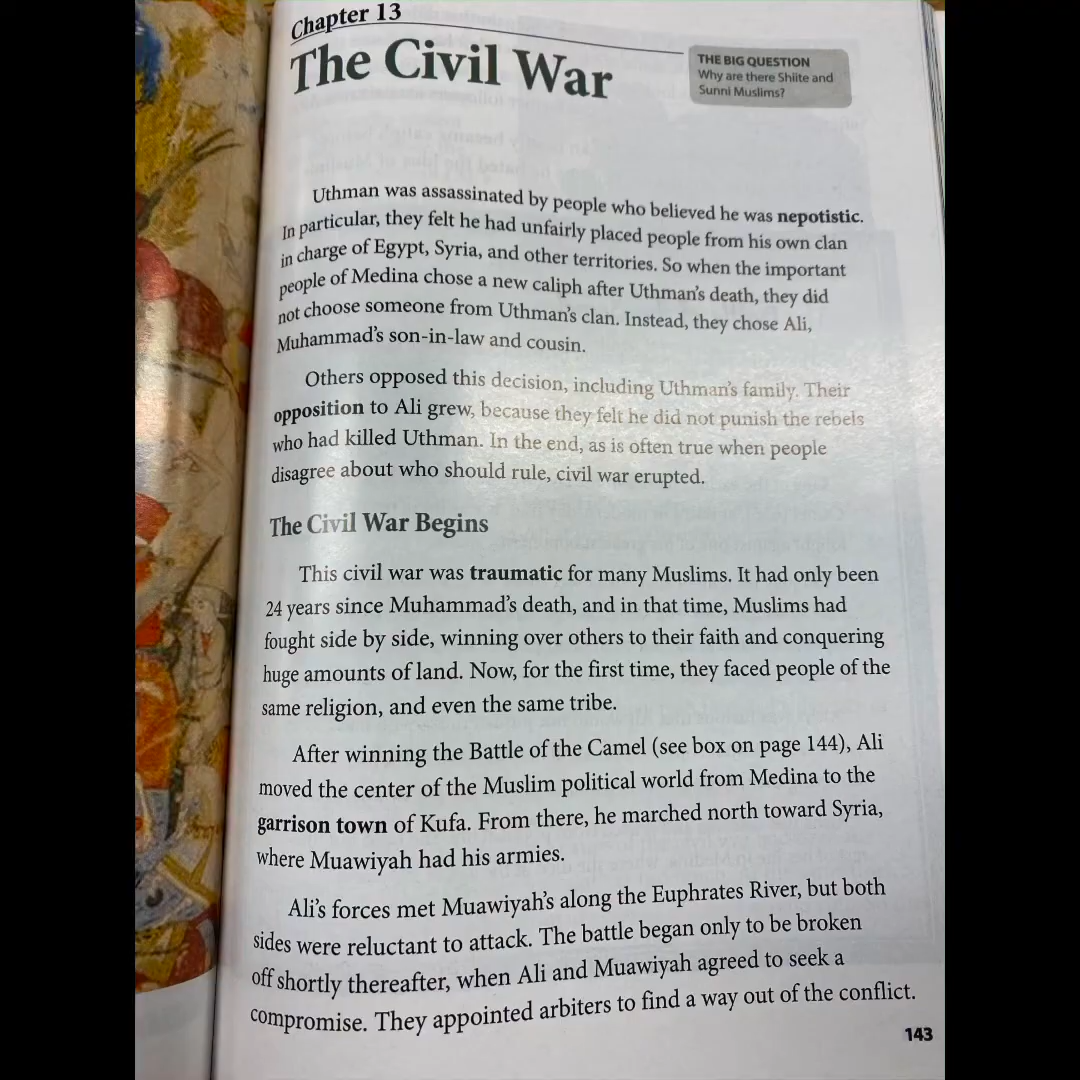 Chapter 13
The Civil War
THE BIG QUESTION
Why are there Shiite and
Sunni Muslims?
Uthman was assassinated by people who believed he was nepotistic.
In particular, they felt he had unfairly placed people from his own clan
in charge of Egypt, Syria, and other territories. So when the important
people of Medina chose a new caliph after Uthman's death, they did
not choose someone from Uthman's clan. Instead, they chose Ali,
Muhammad's son-in-law and cousin.
Others opposed this decision, including Uthman's family. Their
opposition to Ali grew, because they felt he did not punish the rebels
who had killed Uthman. In the end, as is often true when people
disagree about who should rule, civil war erupted.
The Civil War Begins
This civil war was traumatic for many Muslims. It had only been
24 years since Muhammad's death, and in that time, Muslims had
fought side by side, winning over others to their faith and conquering
huge amounts of land. Now, for the first time, they faced people of the
same religion, and even the same tribe.
After winning the Battle of the Camel (see box on page 144), Ali
moved the center of the Muslim political world from Medina to the
garrison town of Kufa. From there, he marched north toward Syria,
where Muawiyah had his armies.
Ali's forces met Muawiyah's along the Euphrates River, but both
sides were reluctant to attack. The battle began only to be broken
off shortly thereafter, when Ali and Muawiyah agreed to seek a
compromise. They appointed arbiters to find a way out of the conflict.
143